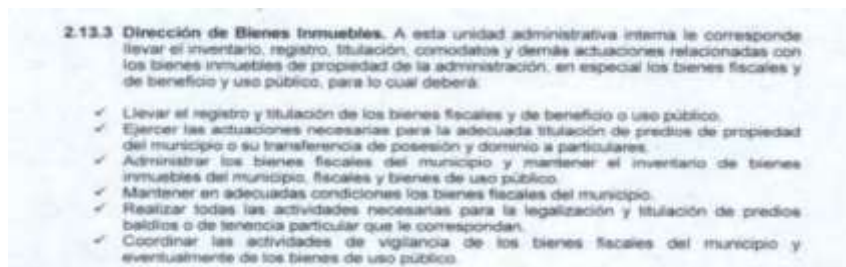 2.13.3 Dirección de Bienes Inmuebles. A esta unidad administrativa interna le corresponde
llevar el inventario, registro, titulación, comodatos y demás actuaciones relacionadas con
los bienes inmuebles de propiedad de la administración, en especial los bienes fiscales y
de beneficio y uso público, para lo cual deberá:
✓ Llevar el registro y titulación de los bienes fiscales y de beneficio o uso público.
✓ Ejercer las actuaciones necesarias para la adecuada titulación de predios de propiedad
del municipio o su transferencia de posesión y dominio a particulares.
✓ Administrar los bienes fiscales del municipio y mantener el inventario de bienes
inmuebles del municipio, fiscales y bienes de uso público.
✓ Mantener en adecuadas condiciones los bienes fiscales del municipio.
✓ Realizar todas las actividades necesarias para la legalización y titulación de predios
baldíos o de tenencia particular que le correspondan.
✓ Coordinar las actividades de vigilancia de los bienes fiscales del municipio y
eventualmente de los bienes de uso público.